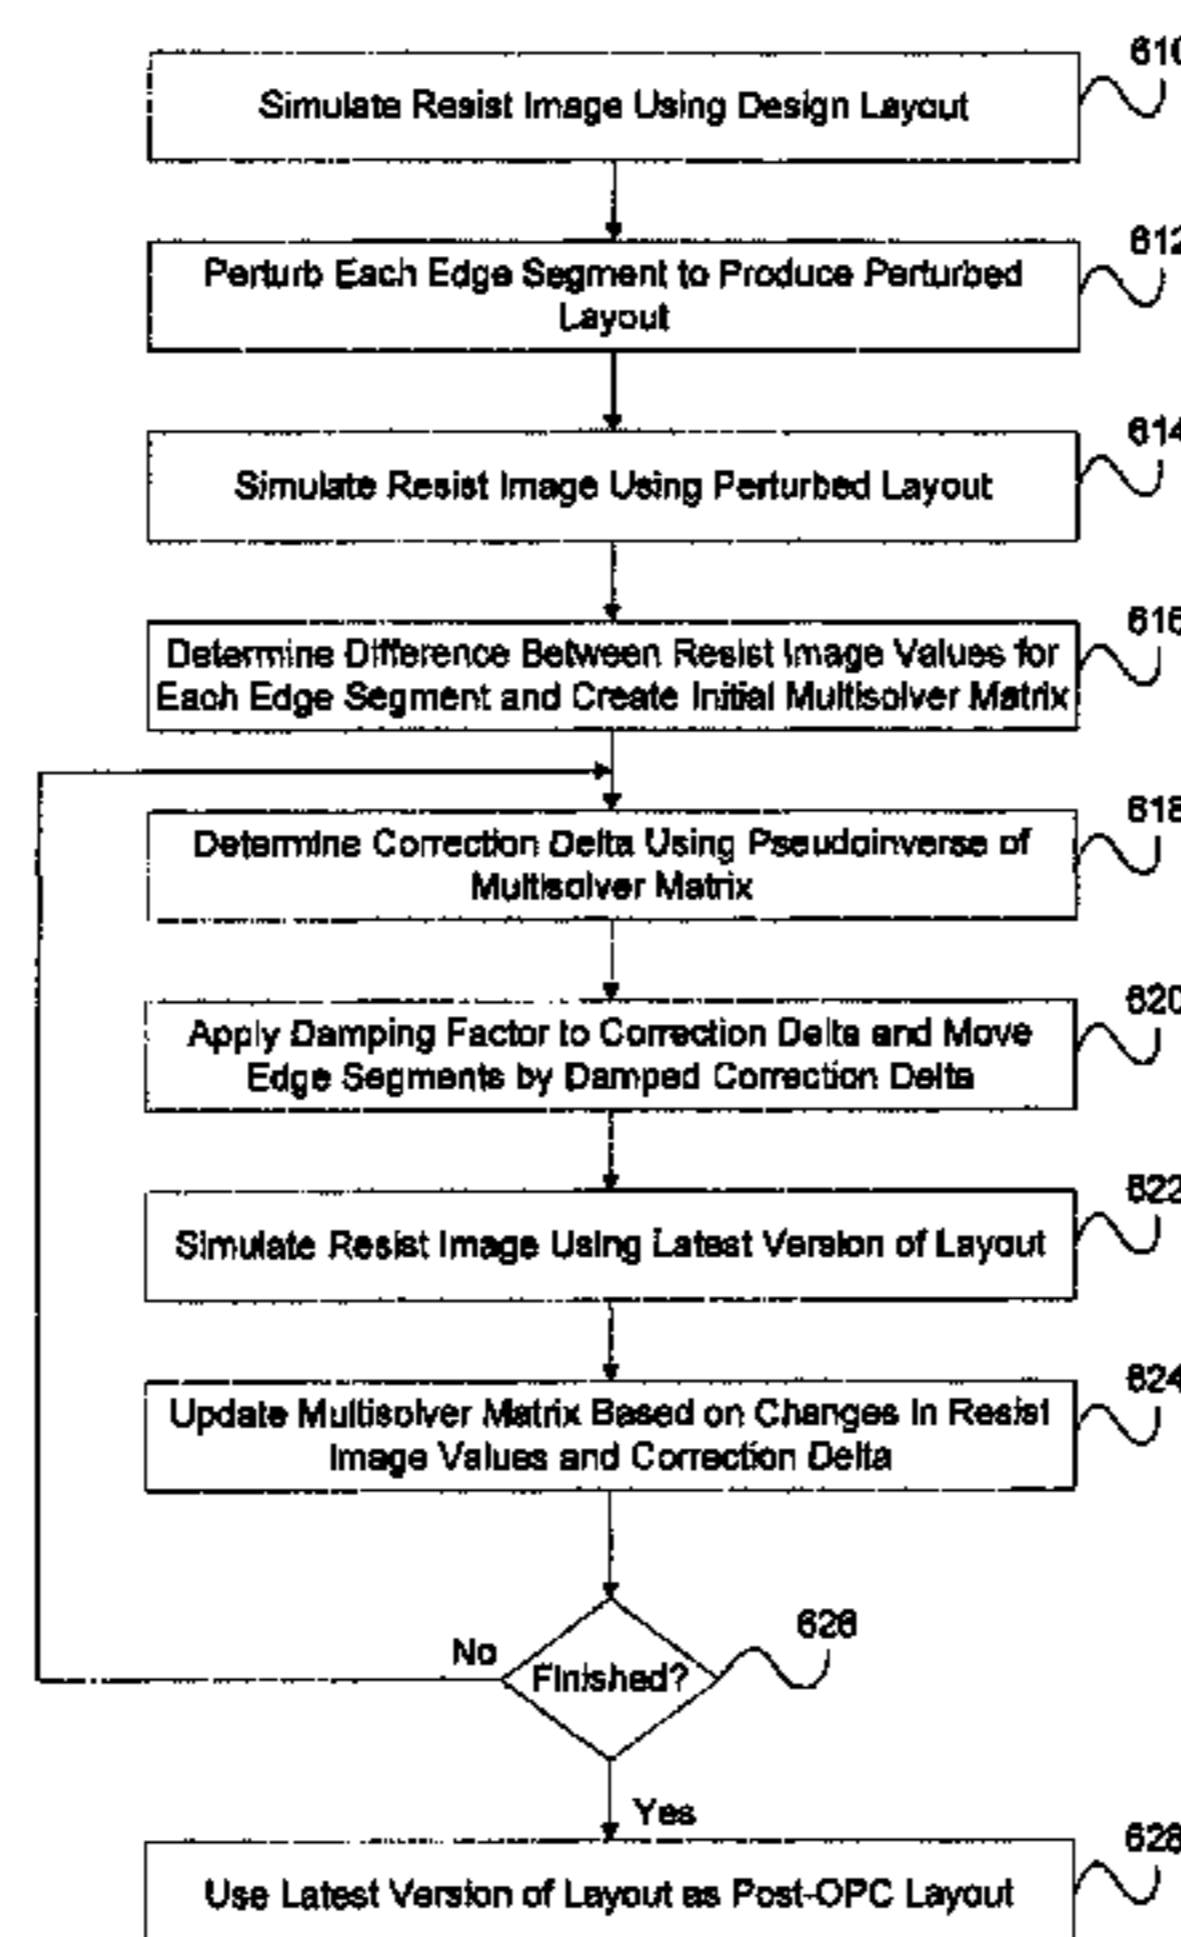 610
Simulate Resist Image Using Design Layout
612
Perturb Each Edge Segment to Produce Perturbed
Layout
614
Simulate Resist Image Using Perturbed Layout
616
Determine Difference Between Resist Image Values for
Each Edge Segment and Create Initial Multisolver Matrix
618
Determine Correction Delta Using Pseudoinverse of
Multisolver Matrix
620
Apply Damping Factor to Correction Delta and Move
Edge Segments by Damped Correction Delta
622
Simulate Resist Image Using Latest Version of Layout
624
Update Multisolver Matrix Based on Changes in Resist
Image Values and Correction Delta
626
No
Finished?
Yes
628
Use Latest Version of Layout as Post-OPC Layout